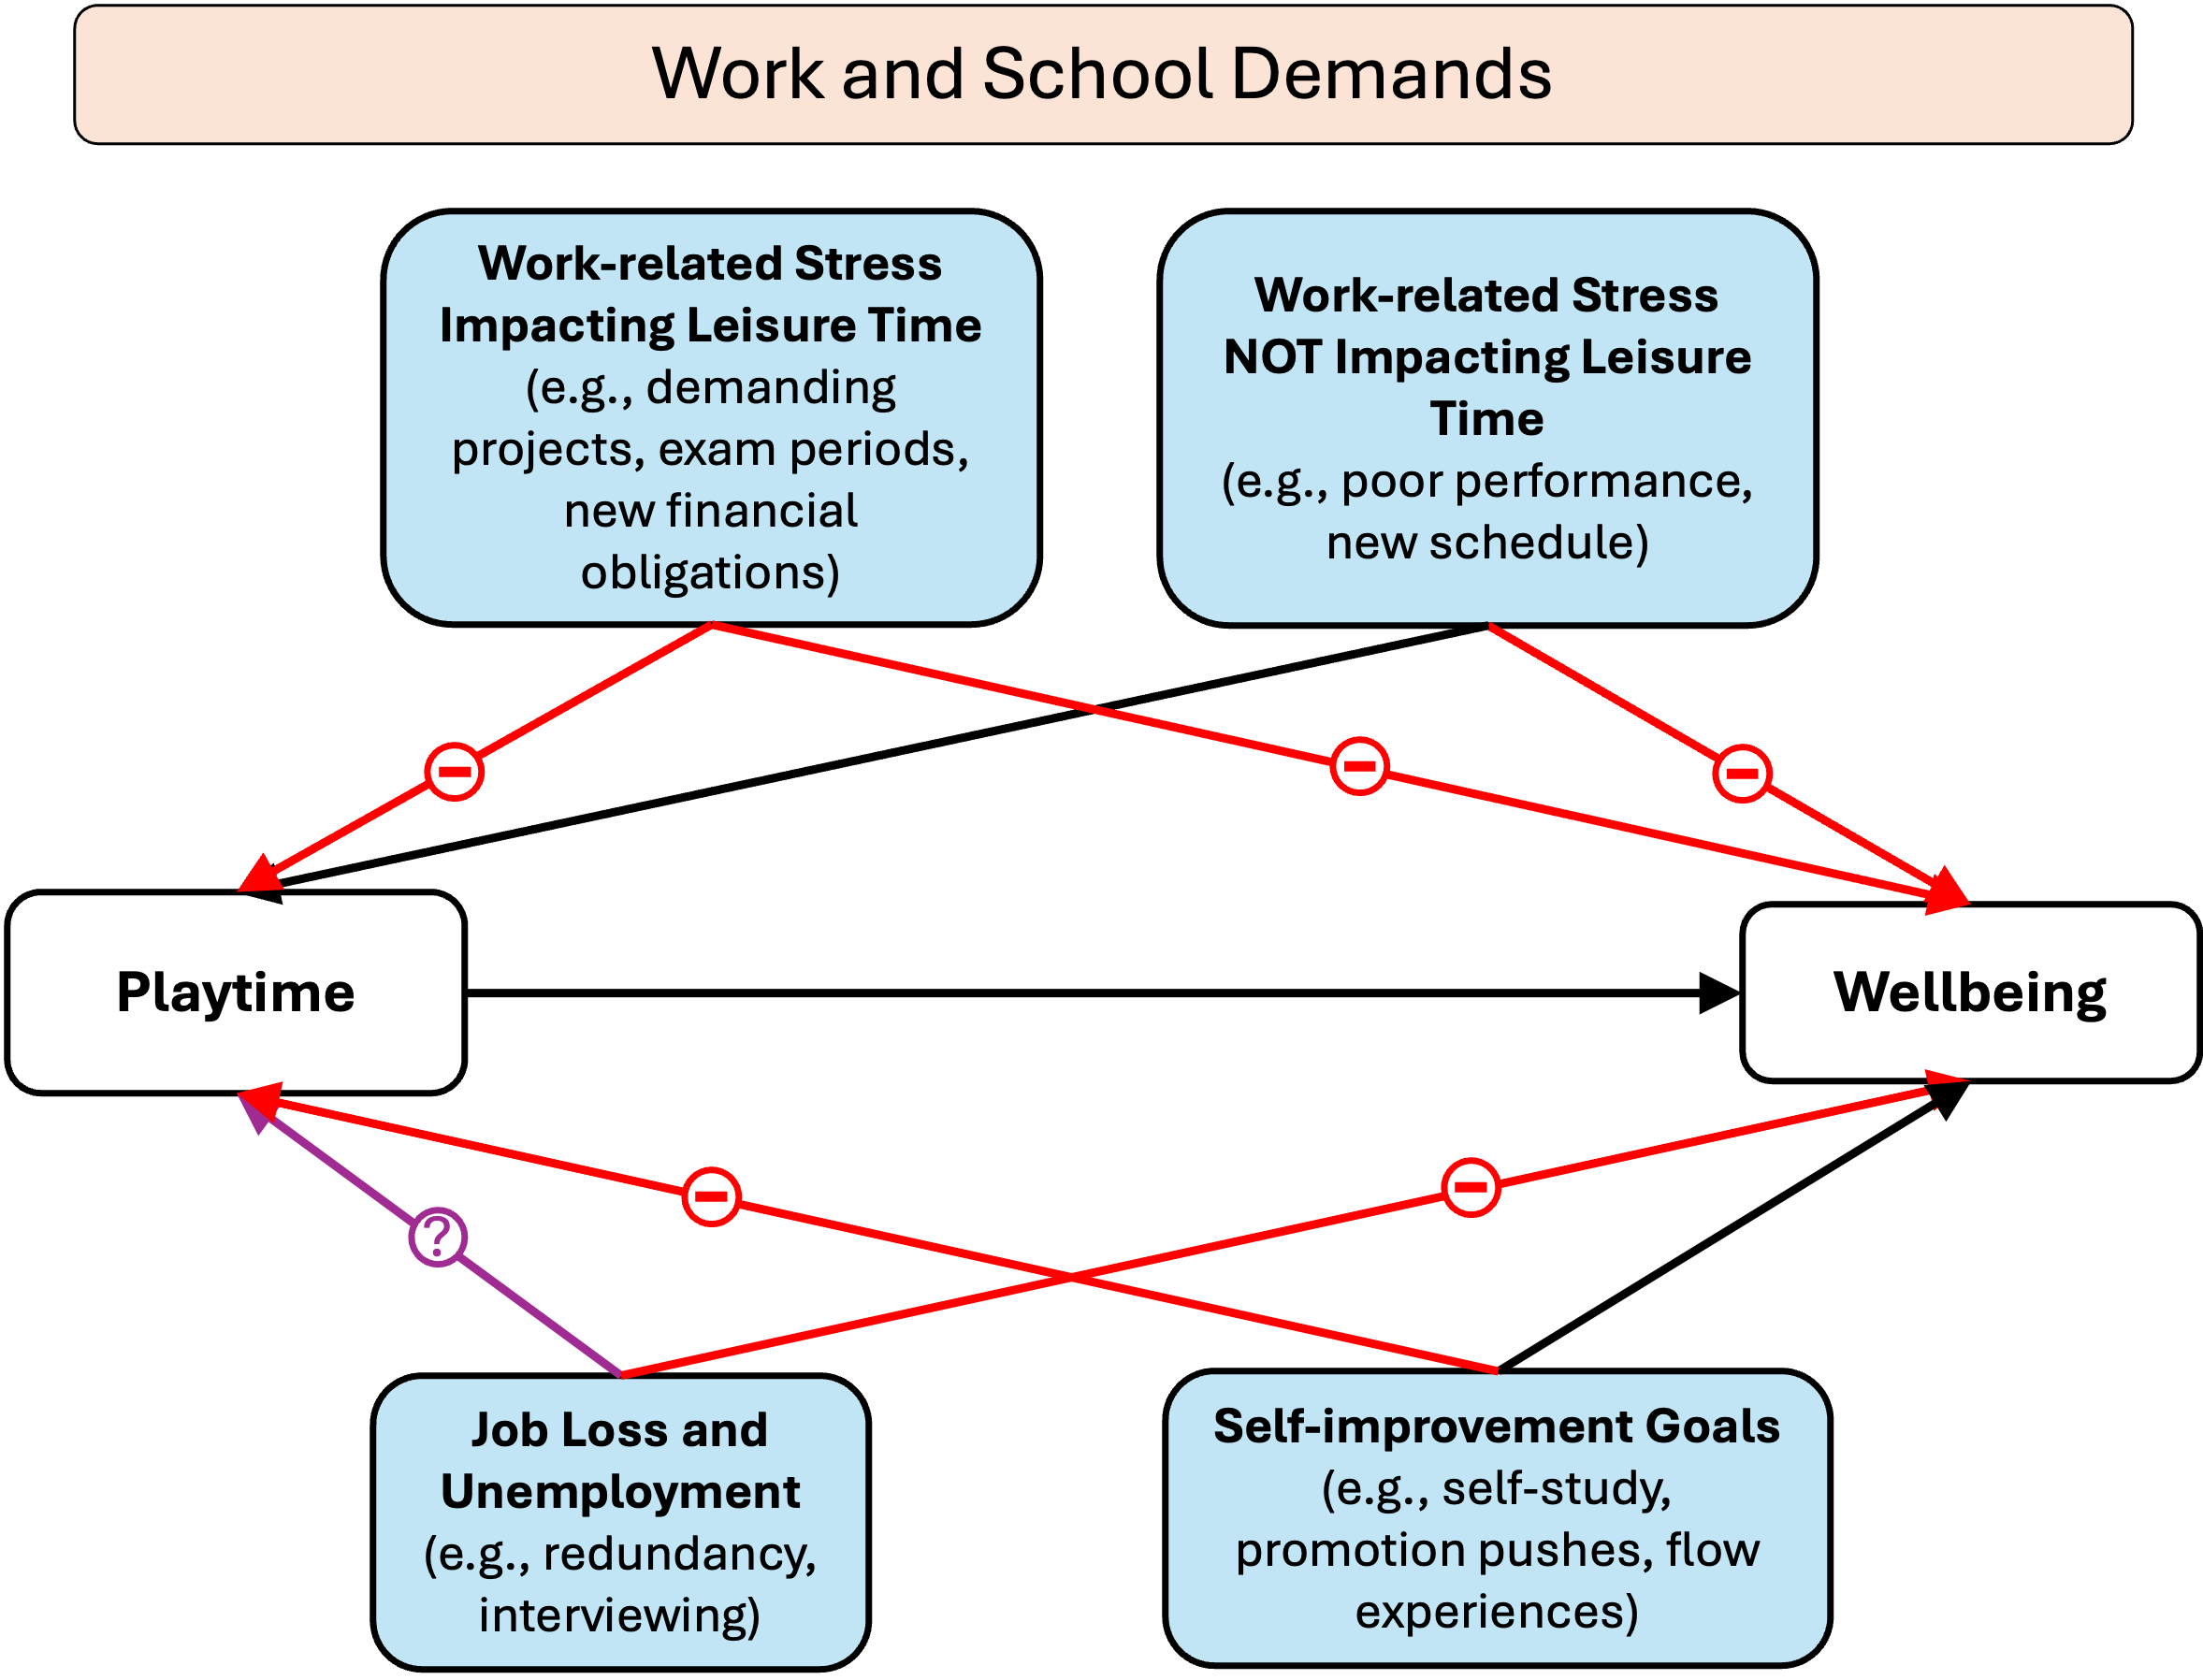 Work and School Demands
Work-related Stress
Impacting Leisure Time
(e.g., demanding
projects, exam periods,
new financial
obligations)
Work-related Stress
NOT Impacting Leisure
Time
(e.g., poor performance,
new schedule)
Playtime
Wellbeing
?
Job Loss and
Unemployment
(e.g., redundancy,
interviewing)
Self-improvement Goals
(e.g., self-study,
promotion pushes, flow
experiences)